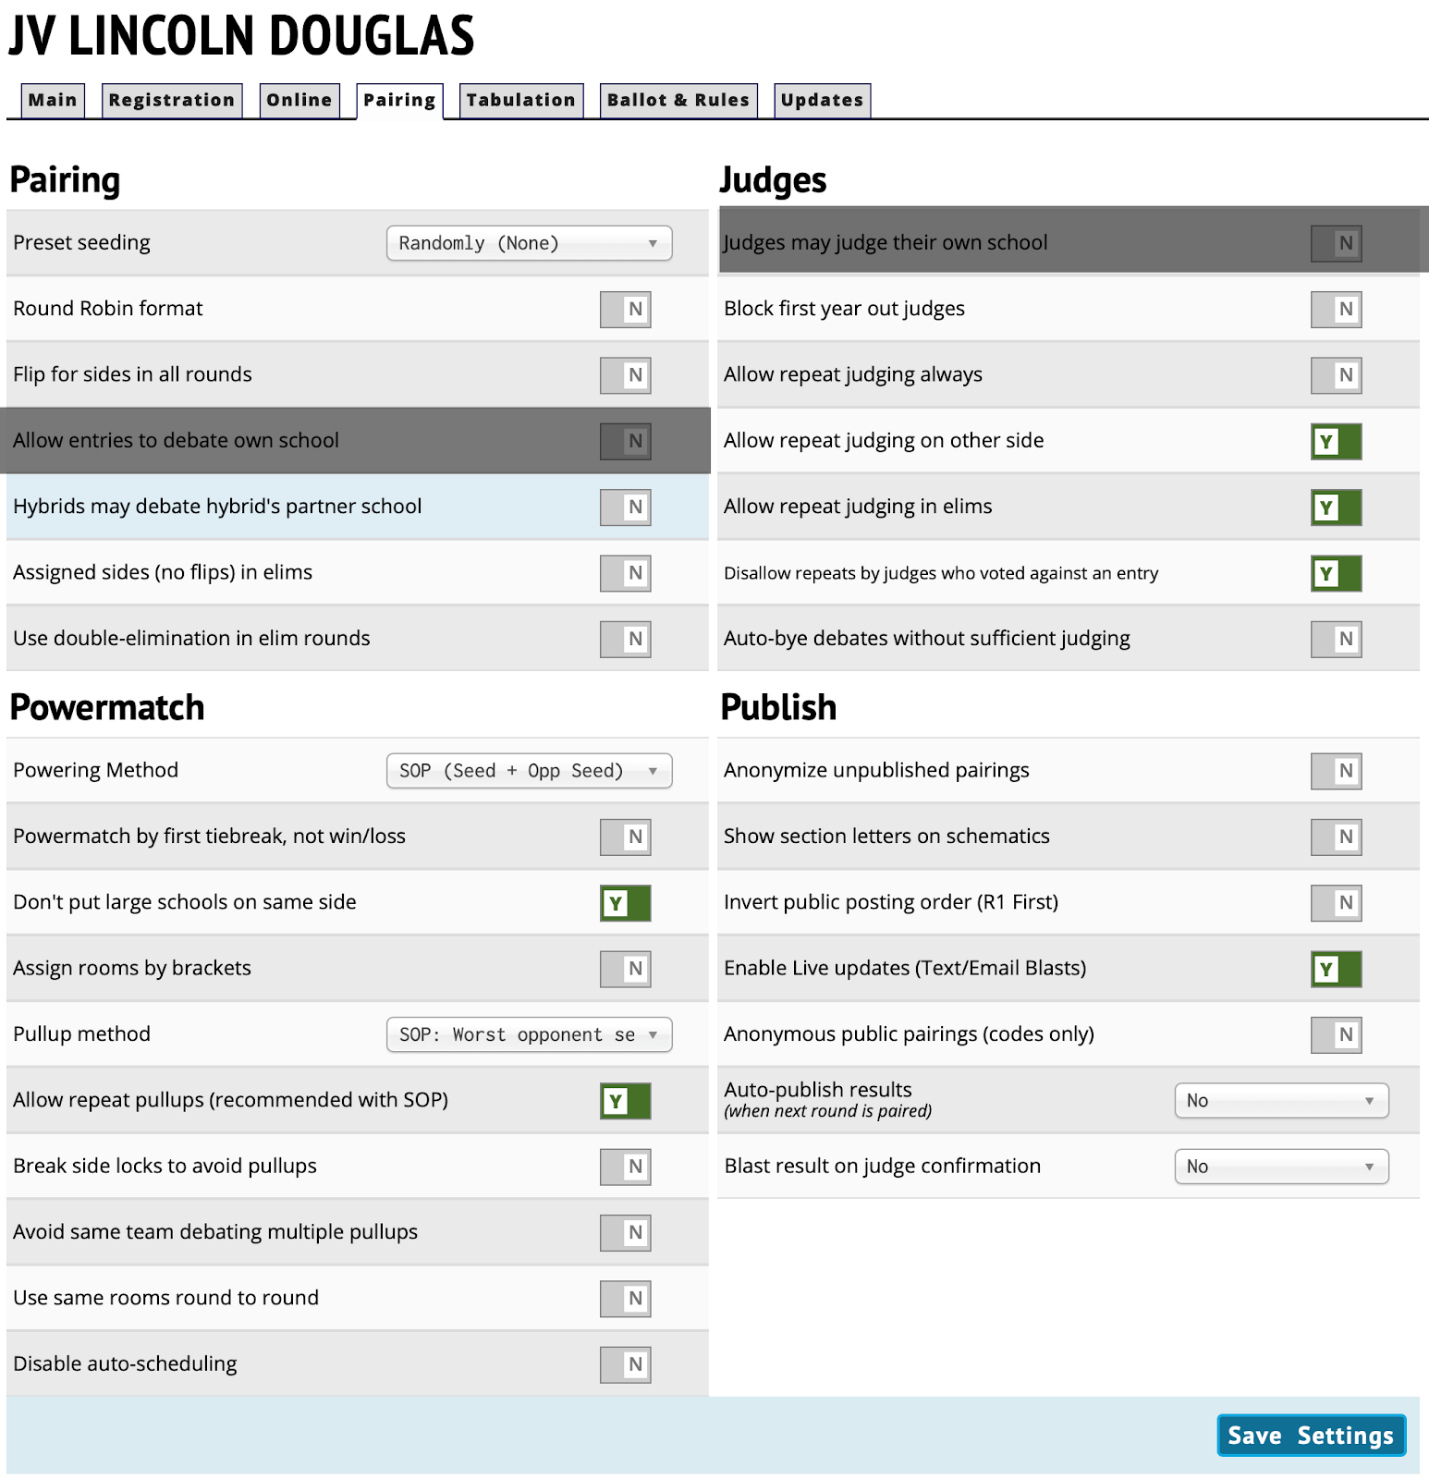 JV LINCOLN DOUGLAS
Main Registration Online Pairing Tabulation Ballot & Rules Updates
Pairing
Preset seeding Randomly (None)
Round Robin format N
Flip for sides in all rounds N
Allow entries to debate own school N
Hybrids may debate hybrid's partner school N
Assigned sides (no flips) in elims N
Use double-elimination in elim rounds N
Judges
Judges may judge their own school N
Block first year out judges N
Allow repeat judging always N
Allow repeat judging on other side Y
Allow repeat judging in elims Y
Disallow repeats by judges who voted against an entry Y
Auto-bye debates without sufficient judging N
Powermatch
Powering Method SOP (Seed + Opp Seed)
Powermatch by first tiebreak, not win/loss N
Don't put large schools on same side Y
Assign rooms by brackets N
Pullup method SOP: Worst opponent se
Allow repeat pullups (recommended with SOP) Y
Break side locks to avoid pullups N
Avoid same team debating multiple pullups N
Use same rooms round to round N
Disable auto-scheduling N
Publish
Anonymize unpublished pairings N
Show section letters on schematics N
Invert public posting order (R1 First) N
Enable Live updates (Text/Email Blasts) Y
Anonymous public pairings (codes only) N
Auto-publish results No
(when next round is paired)
Blast result on judge confirmation No
Save Settings